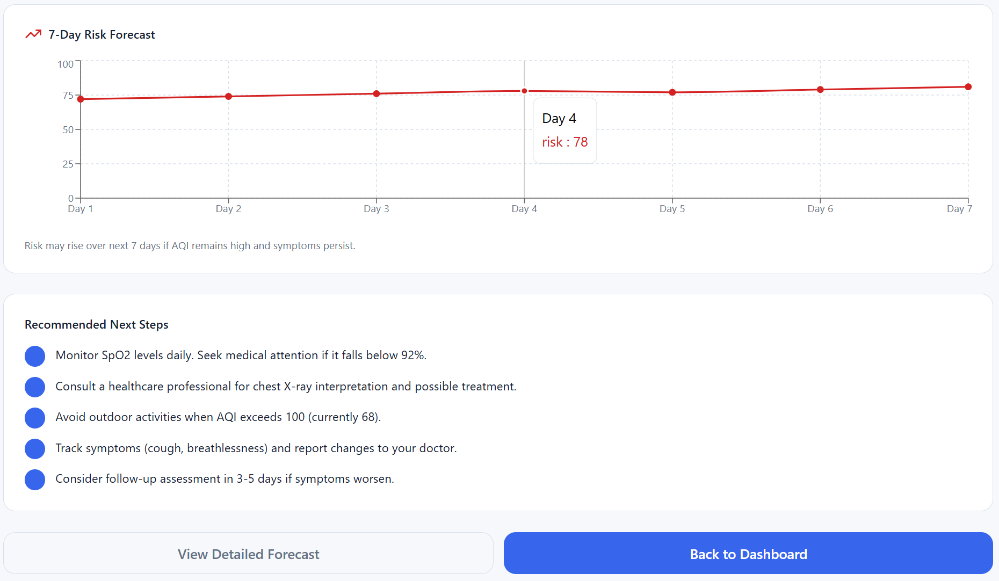 7-Day Risk Forecast
100
75
50
25
0
Day 1 Day 2 Day 3 Day 4 Day 5 Day 6 Day 7
Day 4
risk : 78
Risk may rise over next 7 days if AQI remains high and symptoms persist.
Recommended Next Steps
Monitor SpO2 levels daily. Seek medical attention if it falls below 92%.
Consult a healthcare professional for chest X-ray interpretation and possible treatment.
Avoid outdoor activities when AQI exceeds 100 (currently 68).
Track symptoms (cough, breathlessness) and report changes to your doctor.
Consider follow-up assessment in 3-5 days if symptoms worsen.
View Detailed Forecast
Back to Dashboard